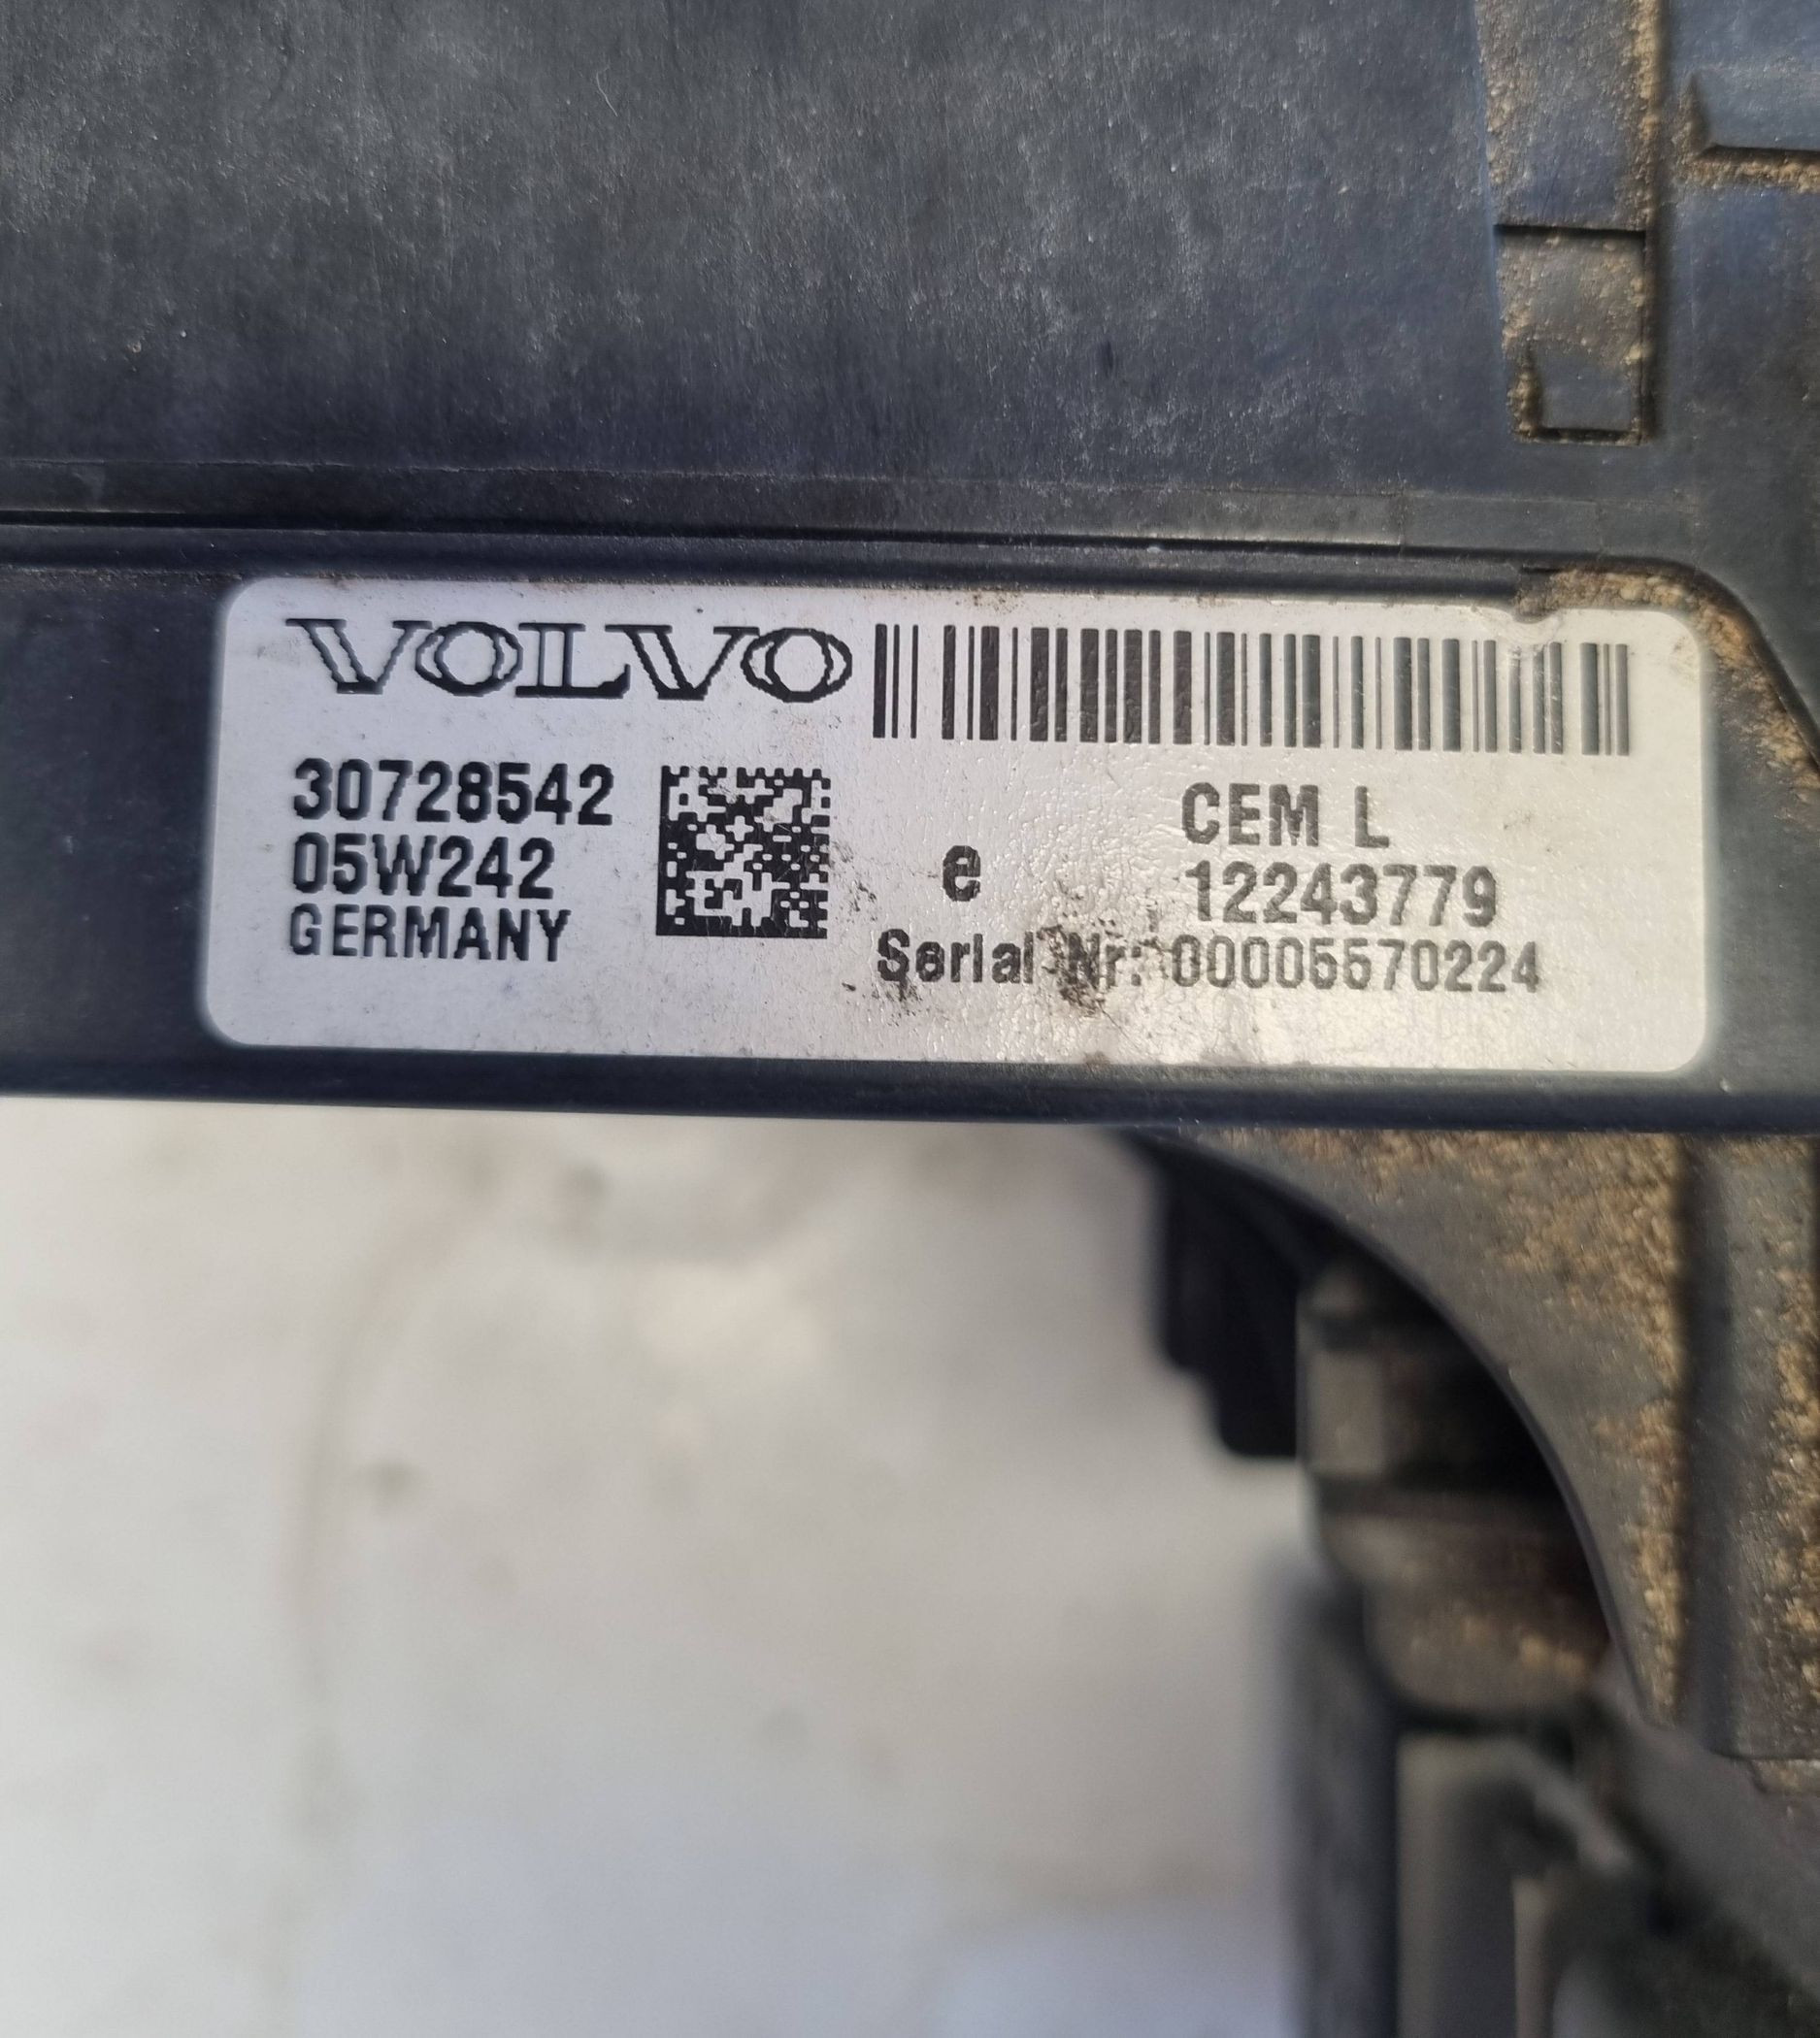 VOLVO
30728542
05W242
GERMANY
e
CEM L
12243779
Serial Nr: 00005570224